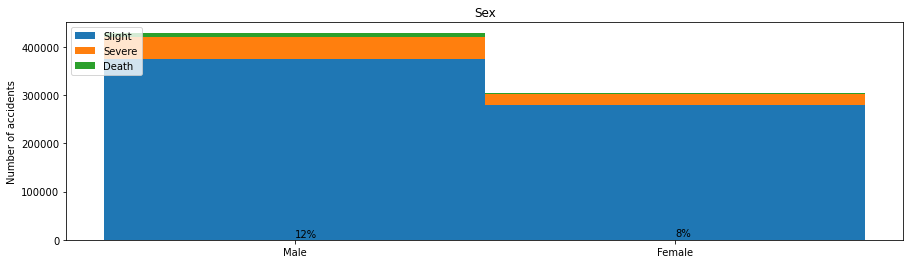 Sex
Slight
Severe
Death
Number of accidents
400000
300000
200000
100000
0
12%
8%
Male
Female